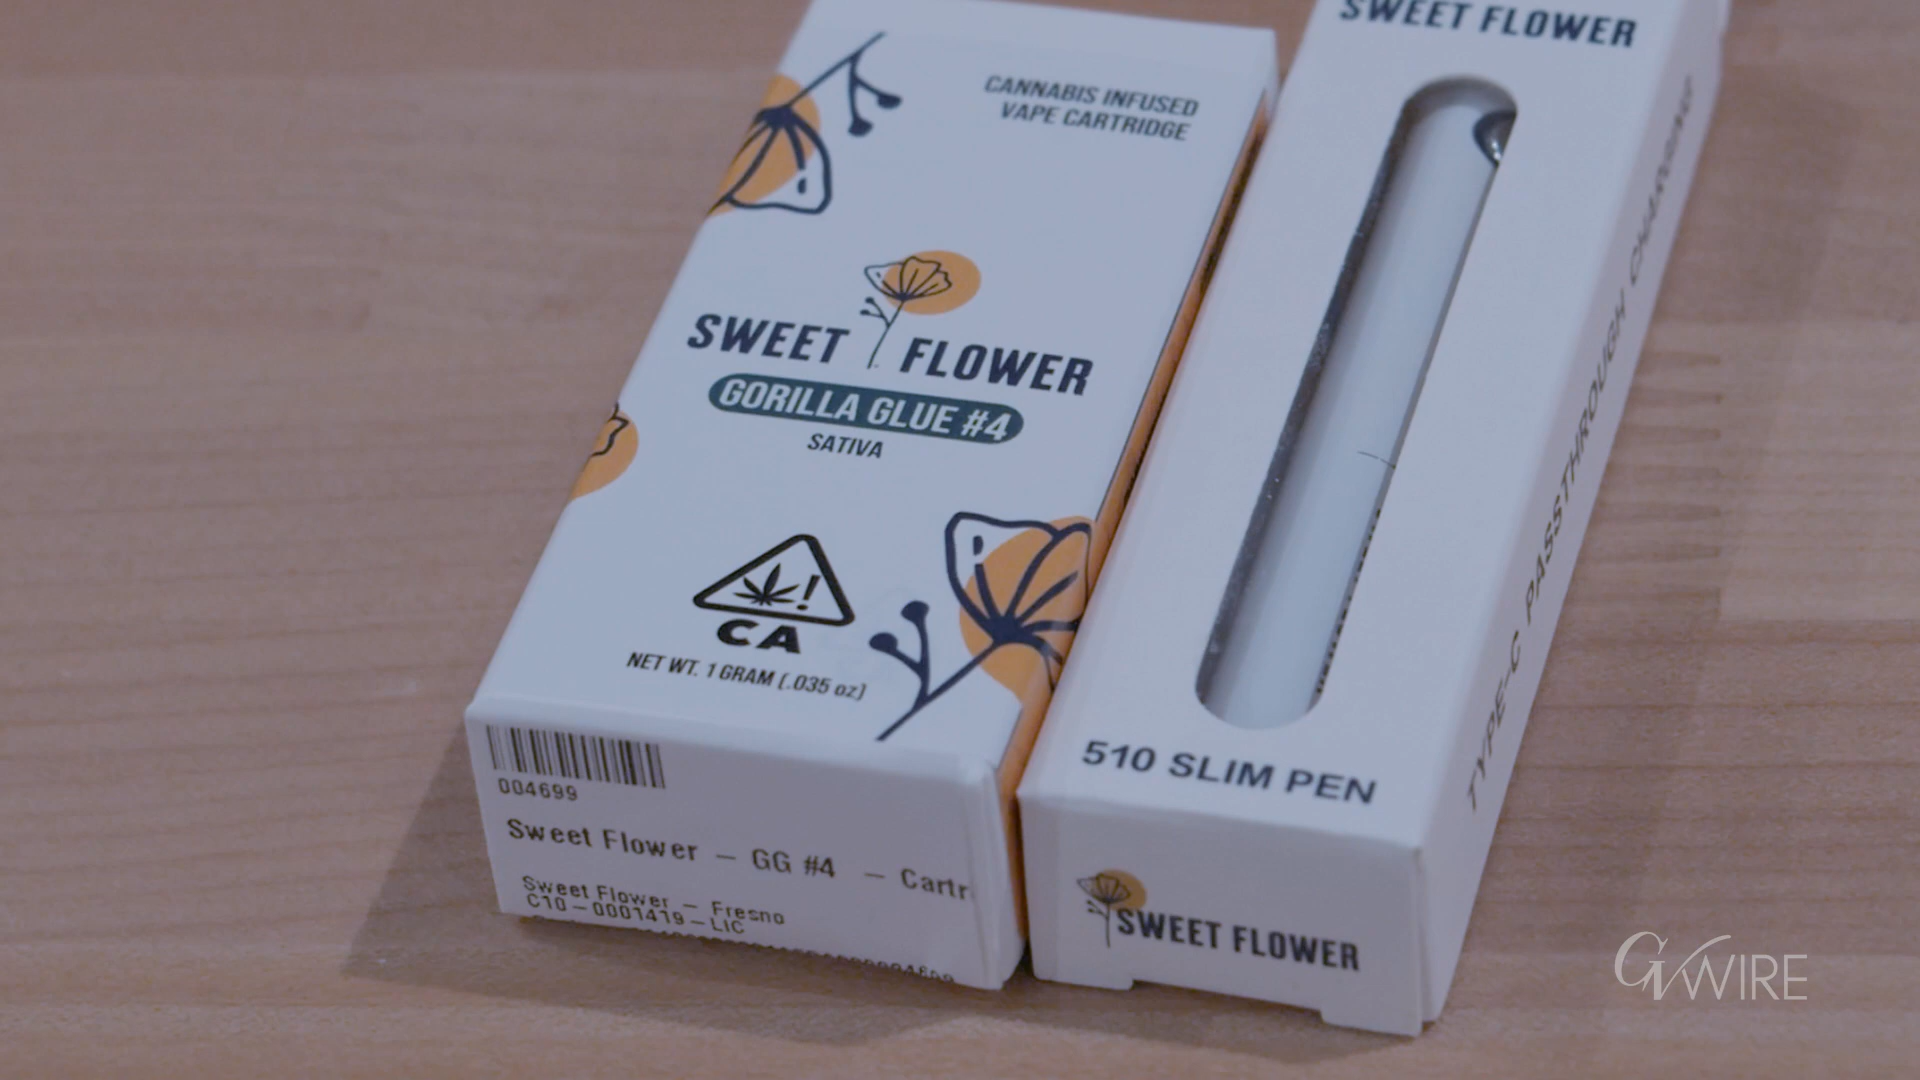 CANNABIS INFUSED
VAPE CARTRIDGE
SWEET FLOWER
GORILLA GLUE #4
SATIVA
CA
NET WT. 1 GRAM (.035 oz)
004699
Sweet Flower – GG #4 – Cartr
Sweet Flower – Fresno
C10-0001419-LIC
SWEET FLOWER
510 SLIM PEN
TYPE-C PASSTHROUGH CHARGING
SWEET FLOWER
GV WIRE